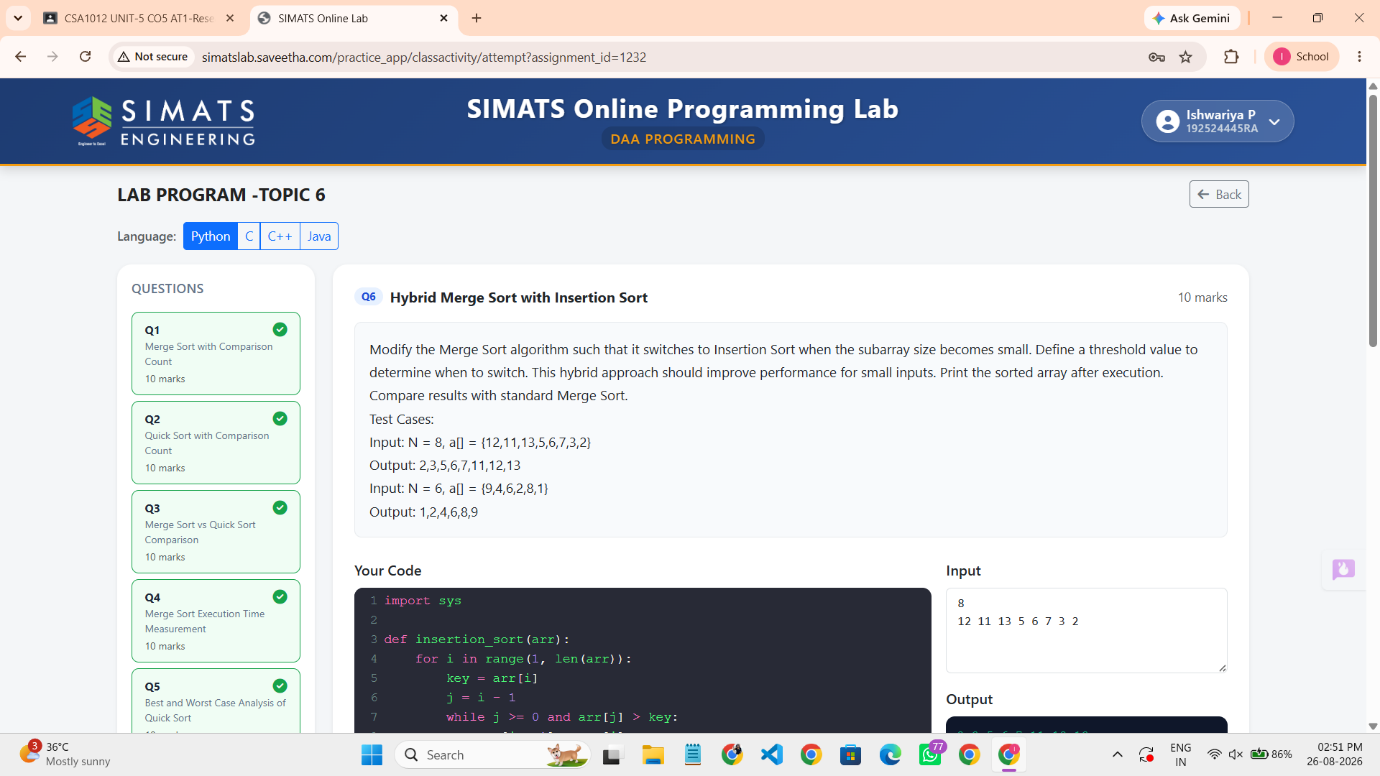 CSA1012 UNIT-5 CO5 AT1-Rese
SIMATS Online Lab
Ask Gemini
Not secure
simatslab.saveetha.com/practice_app/classactivity/attempt?assignment_id=1232
I
School
SIMATS
ENGINEERING
Engineer to Excel
SIMATS Online Programming Lab
DAA PROGRAMMING
Ishwariya P
192524445RA
LAB PROGRAM -TOPIC 6
Back
Language:
Python
C
C++
Java
QUESTIONS
Q1
Merge Sort with Comparison
Count
10 marks
Q2
Quick Sort with Comparison
Count
10 marks
Q3
Merge Sort vs Quick Sort
Comparison
10 marks
Q4
Merge Sort Execution Time
Measurement
10 marks
Q5
Best and Worst Case Analysis of
Quick Sort
Q6 Hybrid Merge Sort with Insertion Sort
10 marks
Modify the Merge Sort algorithm such that it switches to Insertion Sort when the subarray size becomes small. Define a threshold value to
determine when to switch. This hybrid approach should improve performance for small inputs. Print the sorted array after execution.
Compare results with standard Merge Sort.
Test Cases:
Input: N = 8, a[] = {12,11,13,5,6,7,3,2}
Output: 2,3,5,6,7,11,12,13
Input: N = 6, a[] = {9,4,6,2,8,1}
Output: 1,2,4,6,8,9
Your Code
1 import sys
2
3 def insertion_sort(arr):
4 for i in range(1, len(arr)):
5 key = arr[i]
6 j = i - 1
7 while j >= 0 and arr[j] > key:
Input
8
12 11 13 5 6 7 3 2
Output
3
36°C
Mostly sunny
Search
77
ENG
IN
86%
02:51 PM
26-08-2026